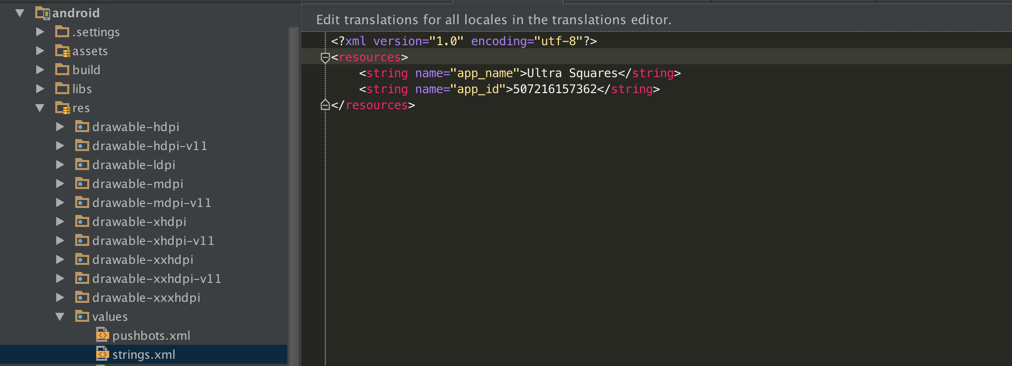 android
.settings
assets
build
libs
res
drawable-hdpi
drawable-hdpi-v11
drawable-ldpi
drawable-mdpi
drawable-mdpi-v11
drawable-xhdpi
drawable-xhdpi-v11
drawable-xxhdpi
drawable-xxhdpi-v11
drawable-xxxhdpi
values
pushbots.xml
strings.xml
Edit translations for all locales in the translations editor.
<?xml version="1.0" encoding="utf-8"?>
<resources>
<string name="app_name">Ultra Squares</string>
<string name="app_id">507216157362</string>
</resources>